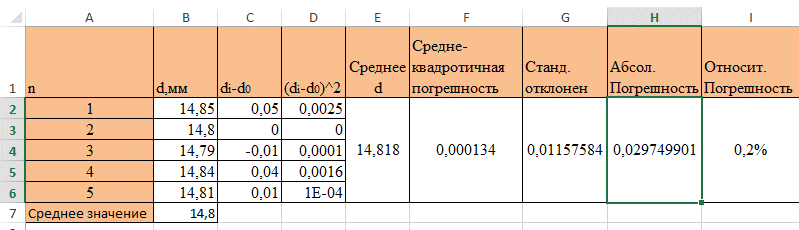 A B C D E F G H I
1 n d,мм di-d0 (di-d0)^2 Среднее d Средне-квадротичная погрешность Станд. отклонен Абсол. Погрешность Относит. Погрешность
2 1 14,85 0,05 0,0025
3 2 14,8 0 0
4 3 14,79 -0,01 0,0001 14,818 0,000134 0,01157584 0,029749901 0,2%
5 4 14,84 0,04 0,0016
6 5 14,81 0,01 1E-04
7 Среднее значение 14,8